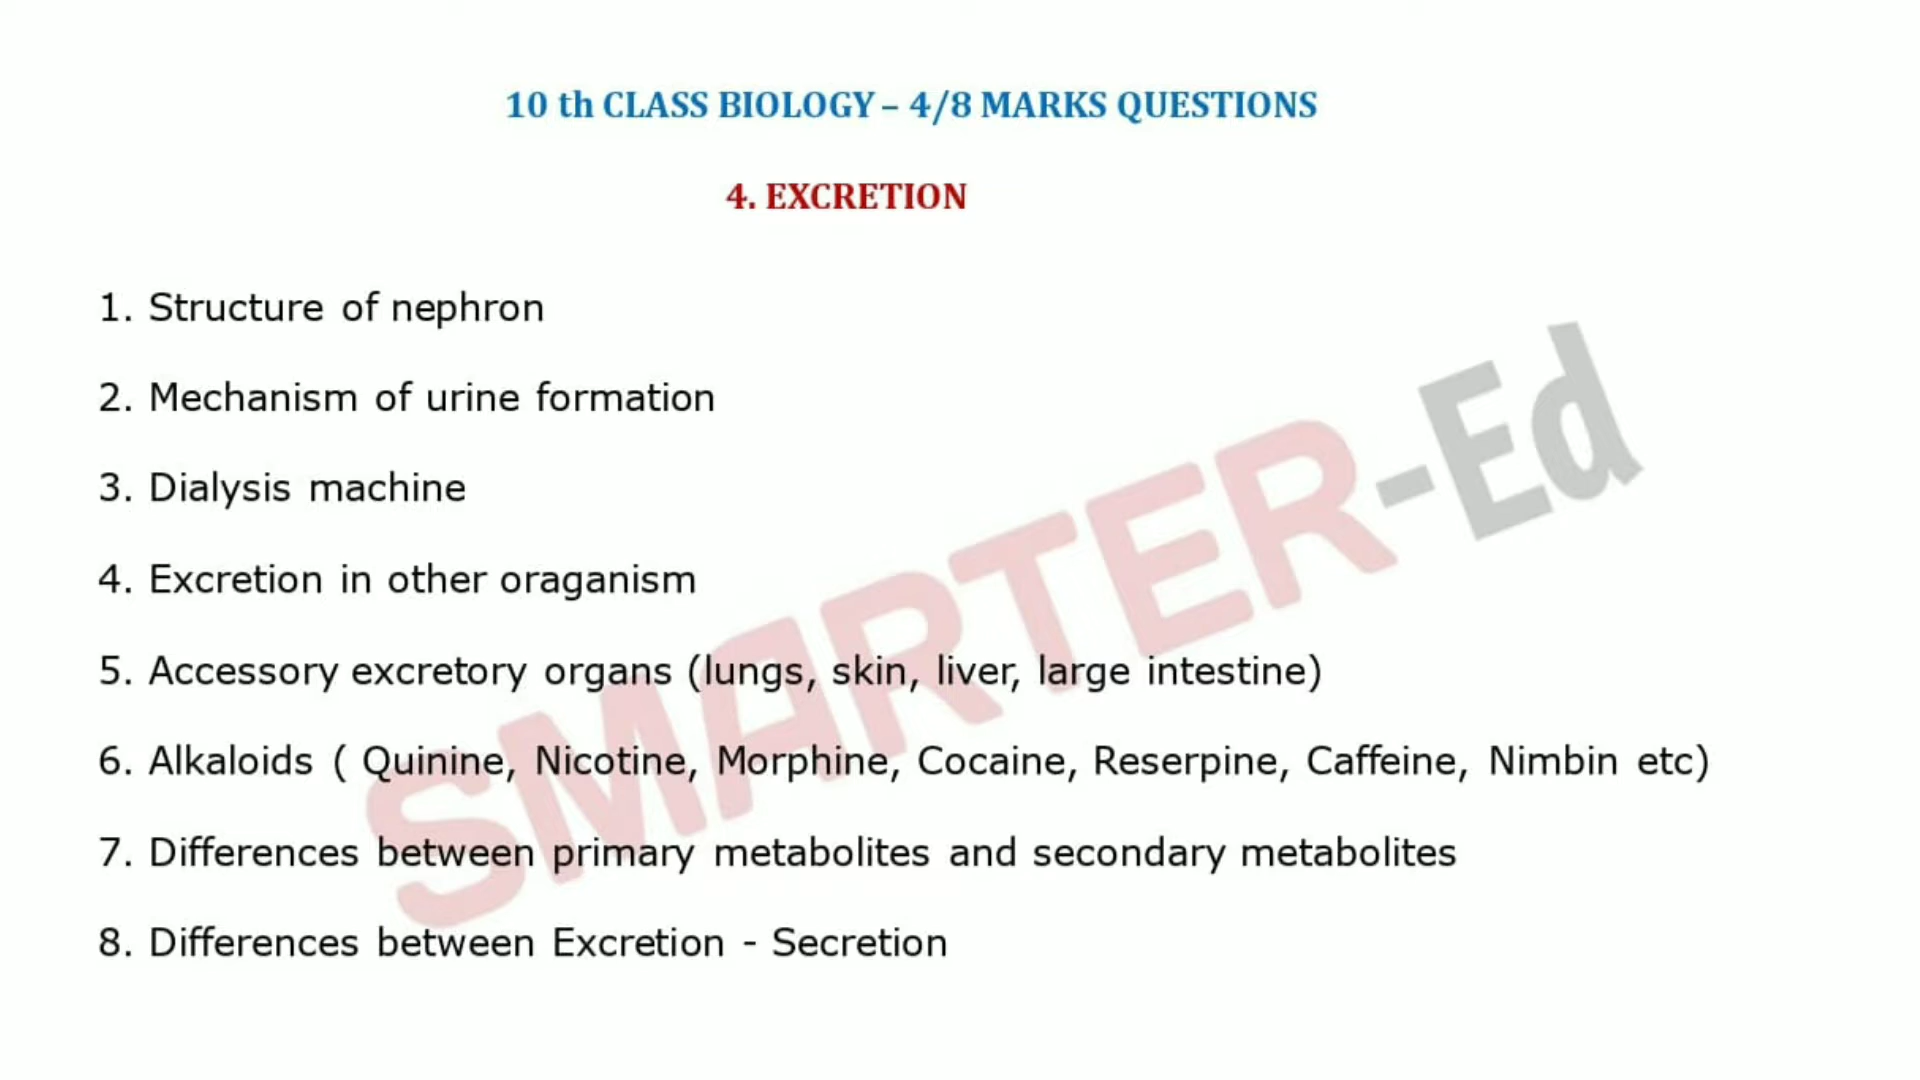 10 th CLASS BIOLOGY – 4/8 MARKS QUESTIONS
4. EXCRETION
1. Structure of nephron
2. Mechanism of urine formation
3. Dialysis machine
4. Excretion in other oraganism
5. Accessory excretory organs (lungs, skin, liver, large intestine)
6. Alkaloids ( Quinine, Nicotine, Morphine, Cocaine, Reserpine, Caffeine, Nimbin etc)
7. Differences between primary metabolites and secondary metabolites
8. Differences between Excretion - Secretion
SMARTER-Ed